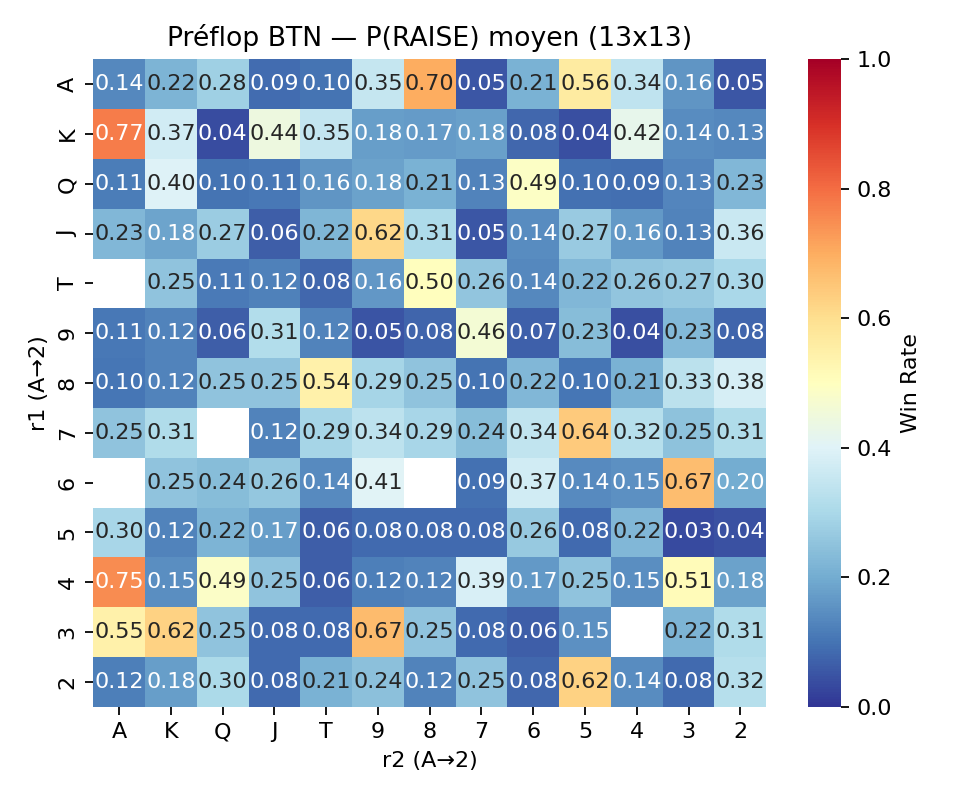 Préflop BTN — P(RAISE) moyen (13x13)
A 0.14 0.22 0.28 0.09 0.10 0.35 0.70 0.05 0.21 0.56 0.34 0.16 0.05
K 0.77 0.37 0.04 0.44 0.35 0.18 0.17 0.18 0.08 0.04 0.42 0.14 0.13
Q 0.11 0.40 0.10 0.11 0.16 0.18 0.21 0.13 0.49 0.10 0.09 0.13 0.23
J 0.23 0.18 0.27 0.06 0.22 0.62 0.31 0.05 0.14 0.27 0.16 0.13 0.36
T 0.25 0.11 0.12 0.08 0.16 0.50 0.26 0.14 0.22 0.26 0.27 0.30
9 0.11 0.12 0.06 0.31 0.12 0.05 0.08 0.46 0.07 0.23 0.04 0.23 0.08
8 0.10 0.12 0.25 0.25 0.54 0.29 0.25 0.10 0.22 0.10 0.21 0.33 0.38
7 0.25 0.31 0.12 0.29 0.34 0.29 0.24 0.34 0.64 0.32 0.25 0.31
6 0.25 0.24 0.26 0.14 0.41 0.09 0.37 0.14 0.15 0.67 0.20
5 0.30 0.12 0.22 0.17 0.06 0.08 0.08 0.08 0.26 0.08 0.22 0.03 0.04
4 0.75 0.15 0.49 0.25 0.06 0.12 0.12 0.39 0.17 0.25 0.15 0.51 0.18
3 0.55 0.62 0.25 0.08 0.08 0.67 0.25 0.08 0.06 0.15 0.22 0.31
2 0.12 0.18 0.30 0.08 0.21 0.24 0.12 0.25 0.08 0.62 0.14 0.08 0.32
A K Q J T 9 8 7 6 5 4 3 2
r2 (A→2)
r1 (A→2)
1.0
0.8
0.6
0.4
0.2
0.0
Win Rate